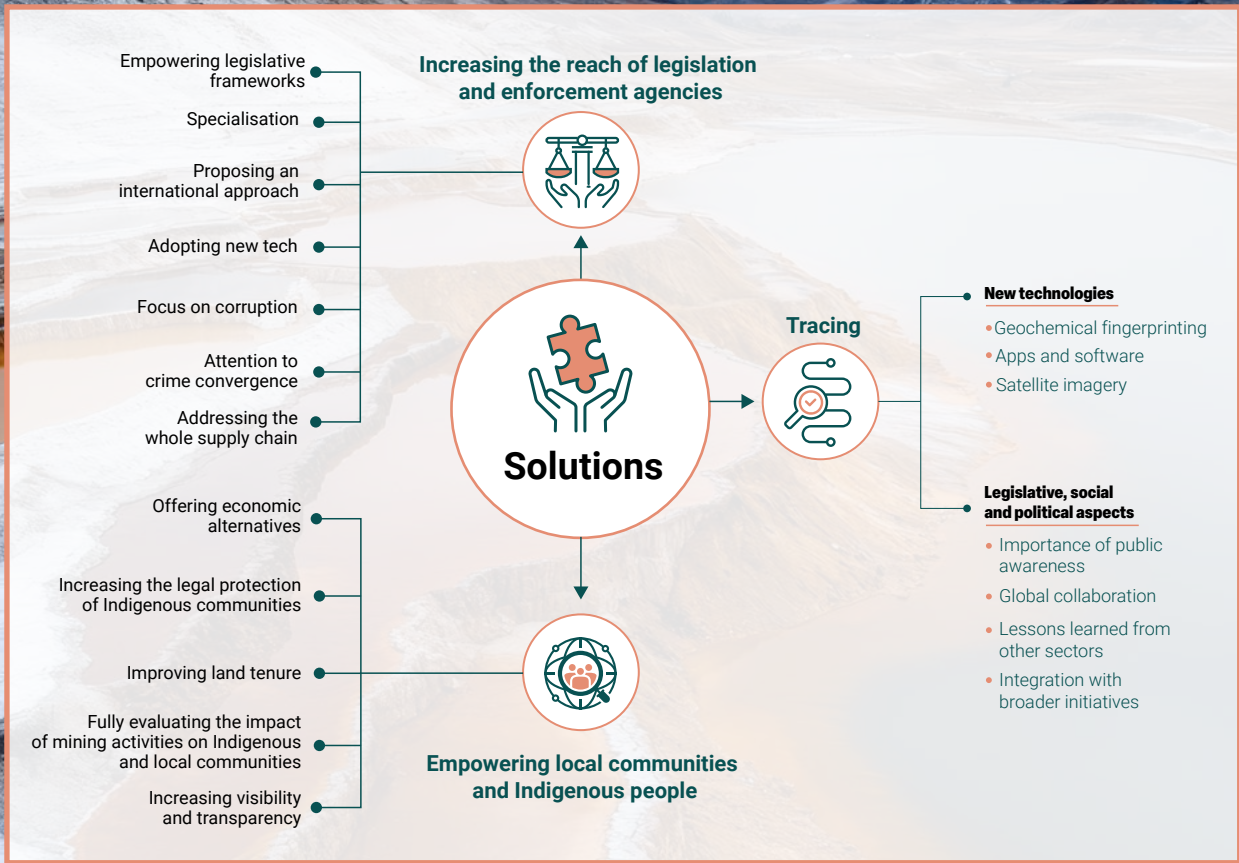 Increasing the reach of legislation
and enforcement agencies
Empowering legislative
frameworks
Specialisation
Proposing an
international approach
Adopting new tech
Focus on corruption
Attention to
crime convergence
Addressing the
whole supply chain
Solutions
Tracing
New technologies
•Geochemical fingerprinting
•Apps and software
•Satellite imagery
Legislative, social
and political aspects
• Importance of public
awareness
• Global collaboration
• Lessons learned from
other sectors
• Integration with
broader initiatives
Offering economic
alternatives
Increasing the legal protection
of Indigenous communities
Improving land tenure
Fully evaluating the impact
of mining activities on Indigenous
and local communities
Increasing visibility
and transparency
Empowering local communities
and Indigenous people